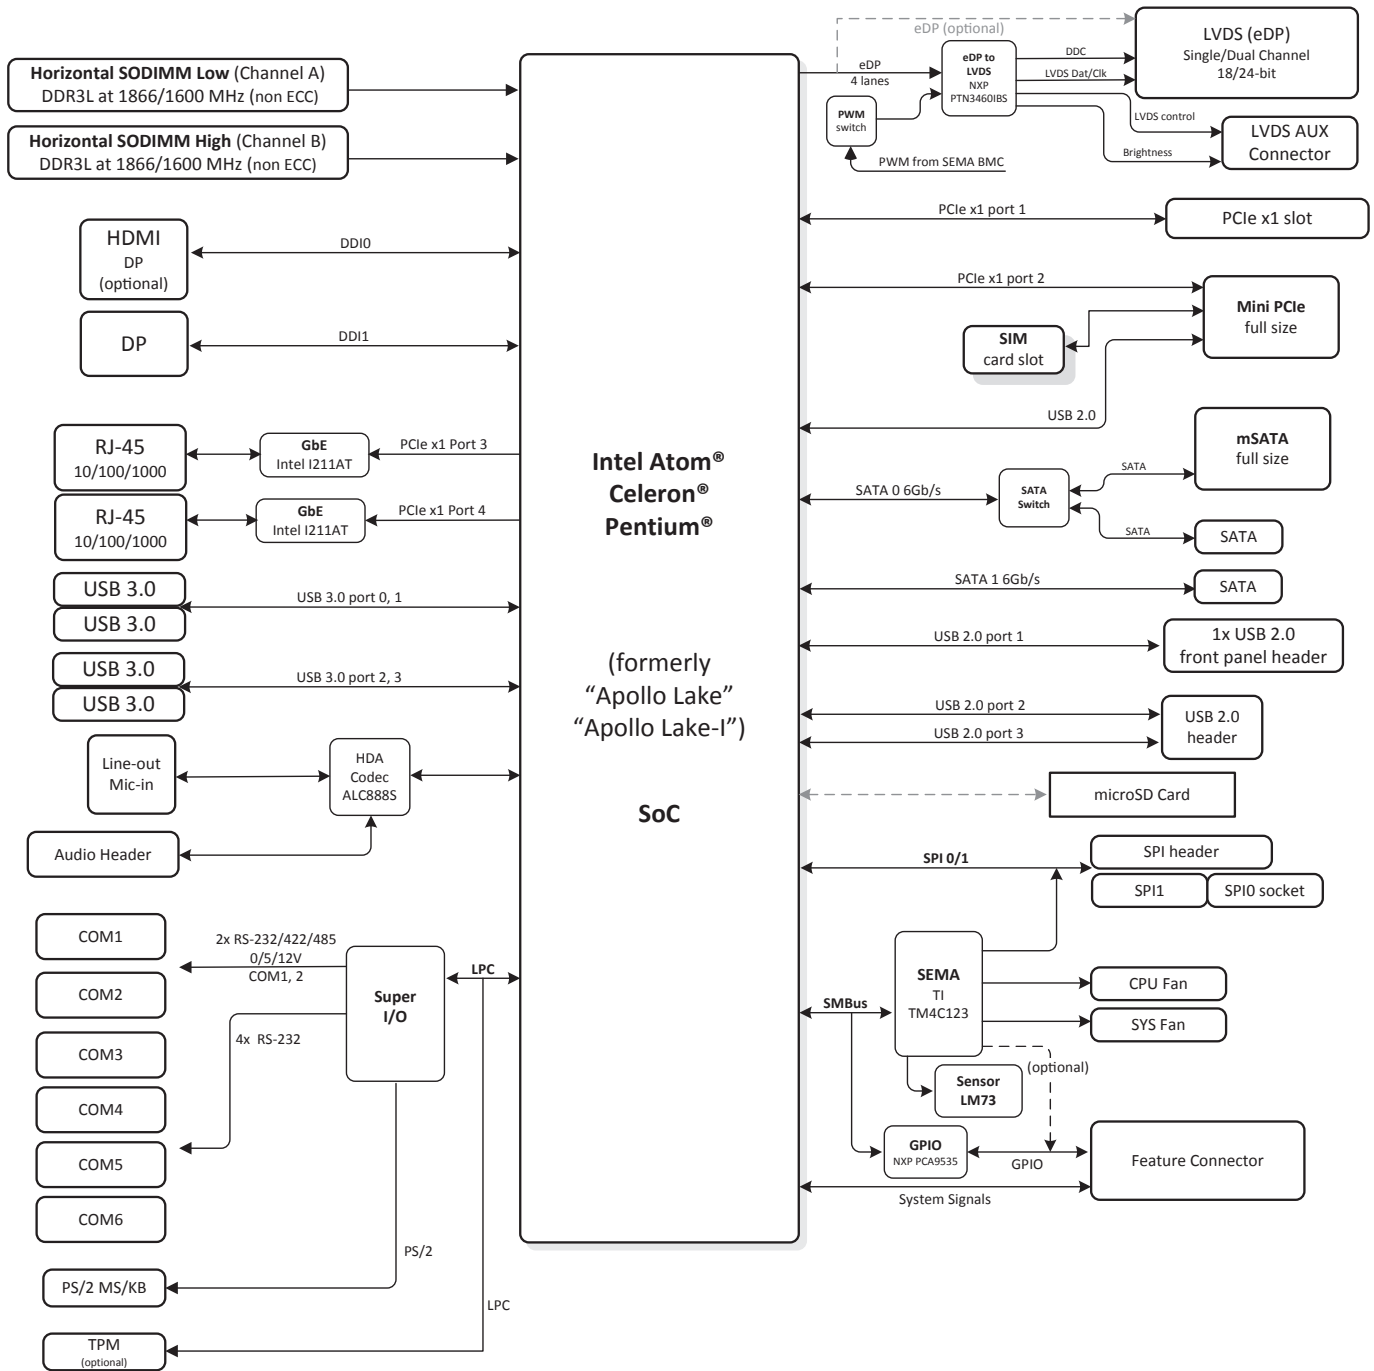 Horizontal SODIMM Low (Channel A)
DDR3L at 1866/1600 MHz (non ECC)
Horizontal SODIMM High (Channel B)
DDR3L at 1866/1600 MHz (non ECC)
HDMI
DP
(optional)
DDI0
DP
DDI1
RJ-45
10/100/1000
GbE
Intel I211AT
PCIe x1 Port 3
RJ-45
10/100/1000
GbE
Intel I211AT
PCIe x1 Port 4
USB 3.0
USB 3.0
USB 3.0 port 0, 1
USB 3.0
USB 3.0
USB 3.0 port 2, 3
Line-out
Mic-in
HDA
Codec
ALC888S
Audio Header
COM1
COM2
COM3
COM4
COM5
COM6
2x RS-232/422/485
0/5/12V
COM1, 2
4x RS-232
Super
I/O
LPC
PS/2
PS/2 MS/KB
LPC
TPM
(optional)
Intel Atom®
Celeron®
Pentium®
(formerly
“Apollo Lake”
“Apollo Lake-I”)
SoC
eDP (optional)
eDP
4 lanes
eDP to
LVDS
NXP
PTN3460IBS
PWM
switch
PWM from SEMA BMC
DDC
LVDS Dat/Clk
LVDS control
Brightness
LVDS (eDP)
Single/Dual Channel
18/24-bit
LVDS AUX
Connector
PCIe x1 port 1
PCIe x1 slot
PCIe x1 port 2
Mini PCIe
full size
SIM
card slot
USB 2.0
mSATA
full size
SATA 0 6Gb/s
SATA
Switch
SATA
SATA
SATA
SATA 1 6Gb/s
SATA
USB 2.0 port 1
1x USB 2.0
front panel header
USB 2.0 port 2
USB 2.0 port 3
USB 2.0
header
microSD Card
SPI 0/1
SPI header
SPI1
SPI0 socket
SEMA
TI
TM4C123
SMBus
CPU Fan
SYS Fan
(optional)
Sensor
LM73
GPIO
NXP PCA9535
GPIO
Feature Connector
System Signals